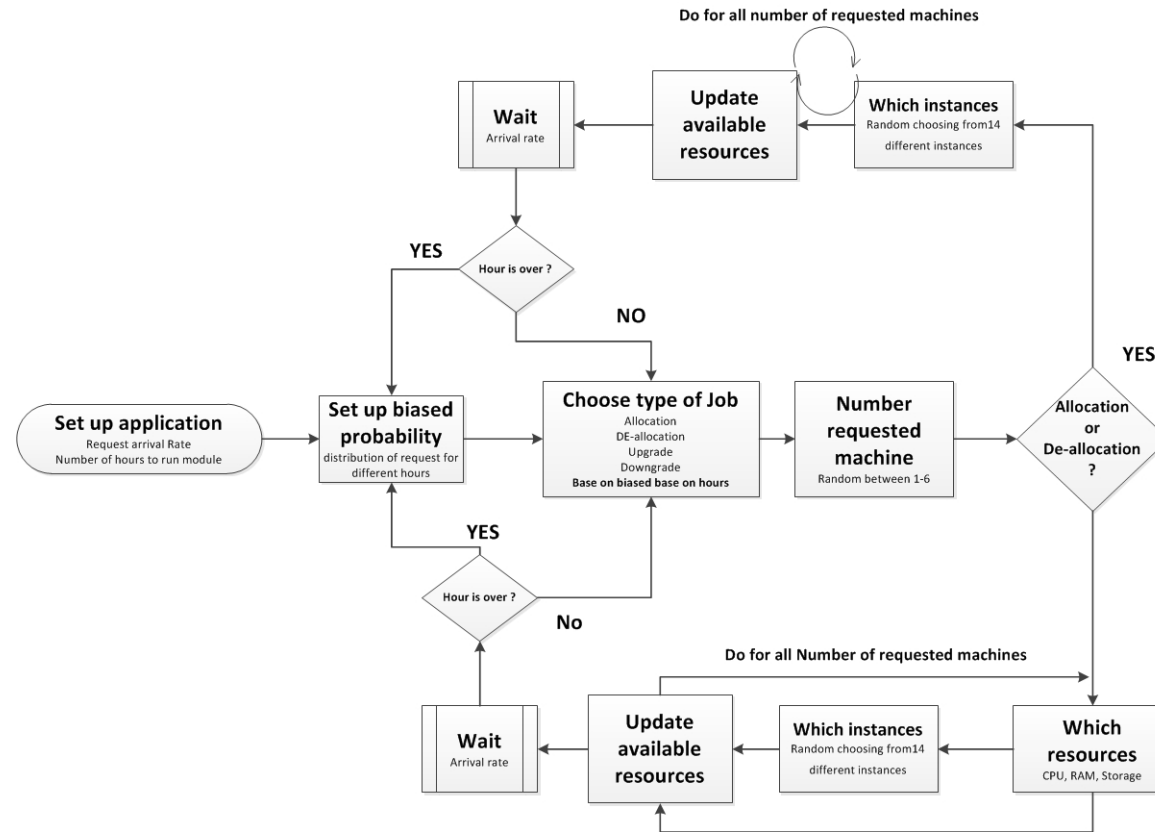 Do for all number of requested machines
Wait
Arrival rate
Update
available
resources
Which instances
Random choosing from14
different instances
YES
Hour is over ?
NO
YES
Set up application
Request arrival Rate
Number of hours to run module
Set up biased
probability
distribution of request for
different hours
Choose type of Job
Allocation
DE-allocation
Upgrade
Downgrade
Base on biased base on hours
Number
requested
machine
Random between 1-6
Allocation
or
De-allocation
?
YES
Hour is over ?
No
Do for all Number of requested machines
Wait
Arrival rate
Update
available
resources
Which instances
Random choosing from14
different instances
Which
resources
CPU, RAM, Storage